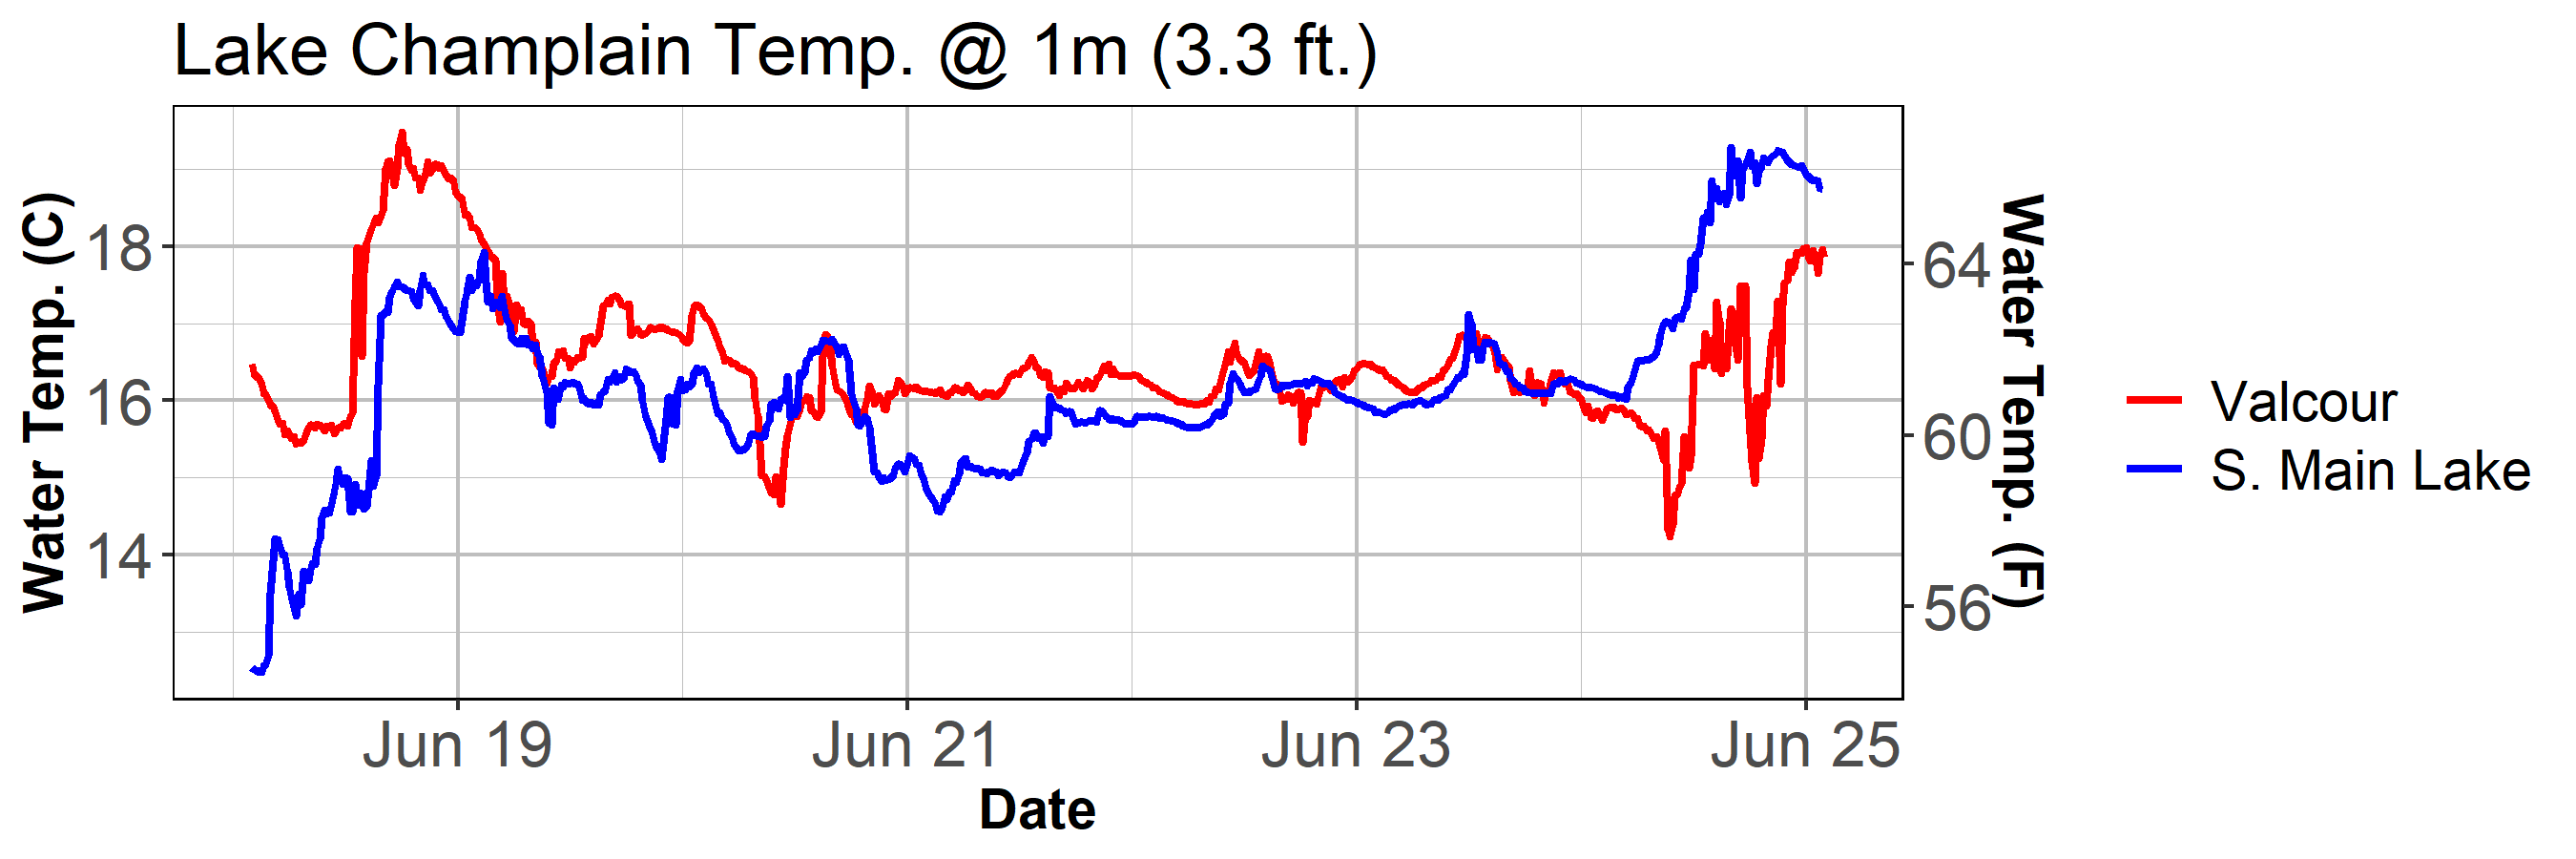 Lake Champlain Temp. @ 1m (3.3 ft.)
Water Temp. (C)
18
16
14
64
60
56
Water Temp. (F)
Jun 19
Jun 21
Jun 23
Jun 25
Date
Valcour
S. Main Lake